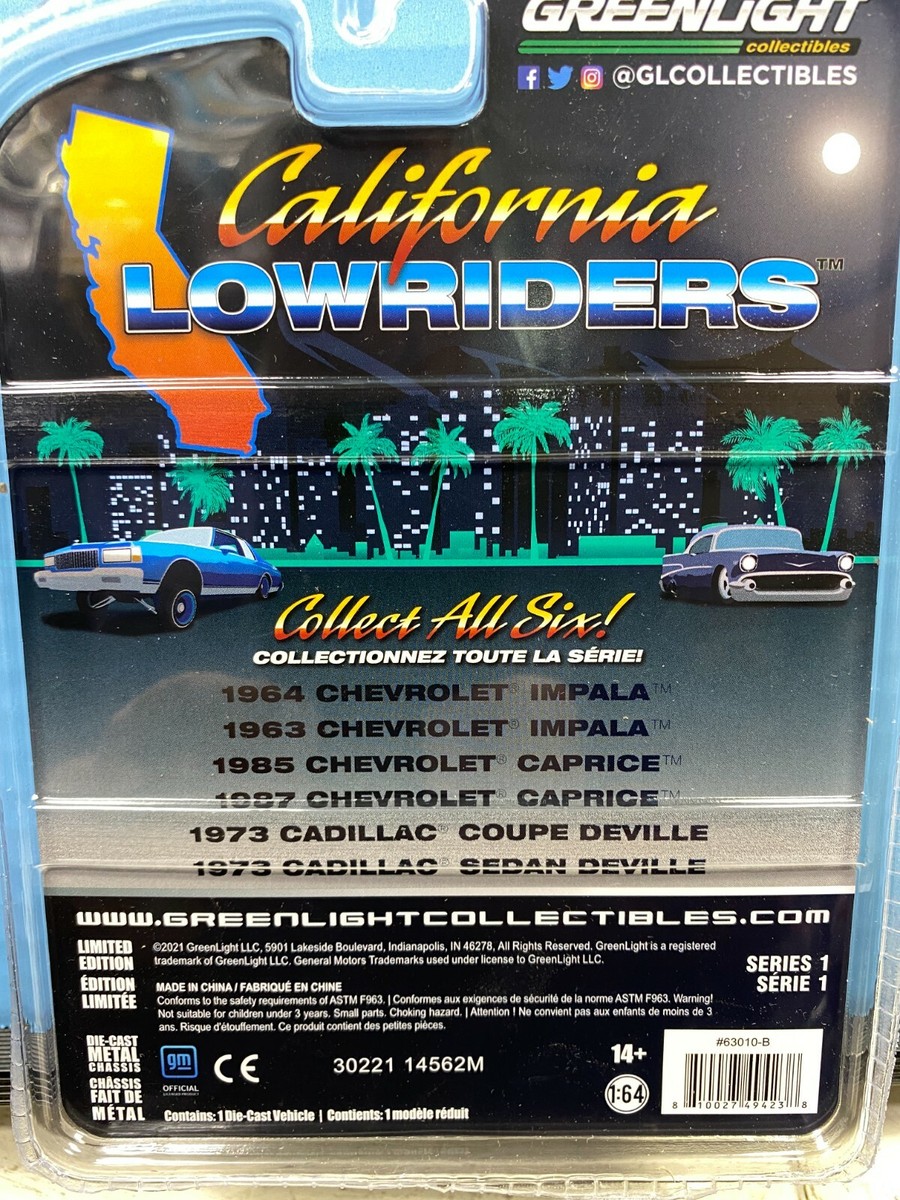 GREENLIGHT
collectibles
@GLCOLLECTIBLES
California
LOWRIDERS™
Collect All Six!
COLLECTIONNEZ TOUTE LA SÉRIE!
1964 CHEVROLET® IMPALA™
1963 CHEVROLET® IMPALA™
1985 CHEVROLET® CAPRICE™
1987 CHEVROLET® CAPRICE™
1973 CADILLAC® COUPE DEVILLE
1973 CADILLAC® SEDAN DEVILLE
www.GREENLIGHTCOLLECTIBLES.com
LIMITED
EDITION
ÉDITION
LIMITÉE
©2021 GreenLight LLC, 5901 Lakeside Boulevard, Indianapolis, IN 46278, All Rights Reserved. GreenLight is a registered
trademark of GreenLight LLC. General Motors Trademarks used under license to GreenLight LLC.
SERIES 1
SÉRIE 1
MADE IN CHINA / FABRIQUÉ EN CHINE
Conforms to the safety requirements of ASTM F963. | Conformes aux exigences de sécurité de la norme ASTM F963. Warning!
Not suitable for children under 3 years. Small parts. Choking hazard. | Attention ! Ne convient pas aux enfants de moins de 3
ans. Risque d'étouffement. Ce produit contient des petites pièces.
DIE-CAST
METAL
CHASSIS
CHÂSSIS
FAIT DE
MÉTAL
gm
OFFICIAL
LICENSED PRODUCT
CE
30221 14562M
14+
1:64
#63010-B
8 10027 49423 8
Contains: 1 Die-Cast Vehicle | Contients: 1 modèle réduit